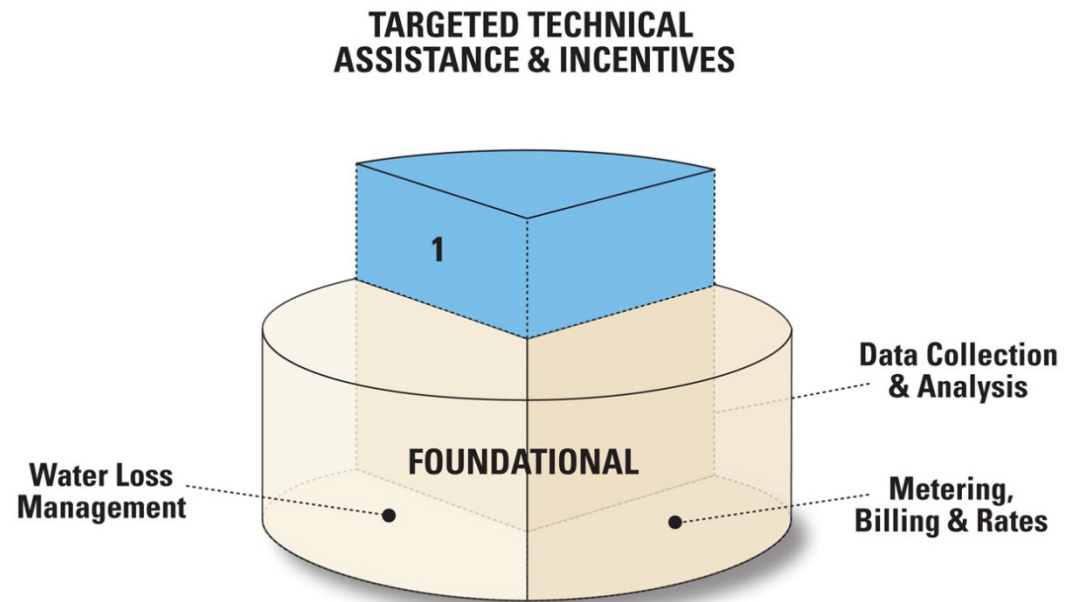 TARGETED TECHNICAL
ASSISTANCE & INCENTIVES
1
Data Collection
& Analysis
FOUNDATIONAL
Water Loss
Management
Metering,
Billing & Rates